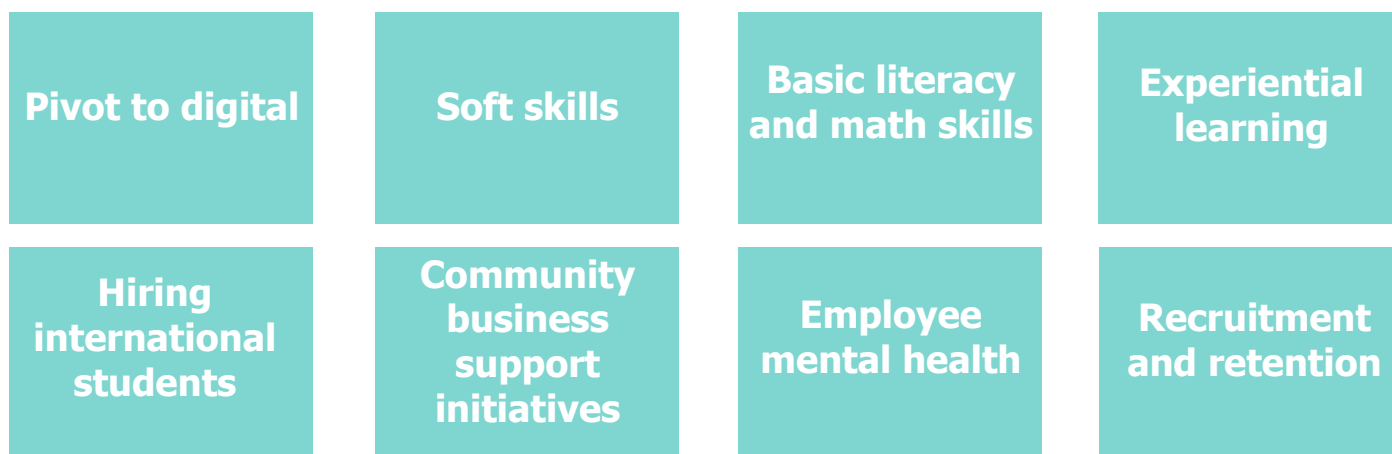 Pivot to digital
Soft skills
Basic literacy
and math skills
Experiential
learning
Hiring
international
students
Community
business
support
initiatives
Employee
mental health
Recruitment
and retention